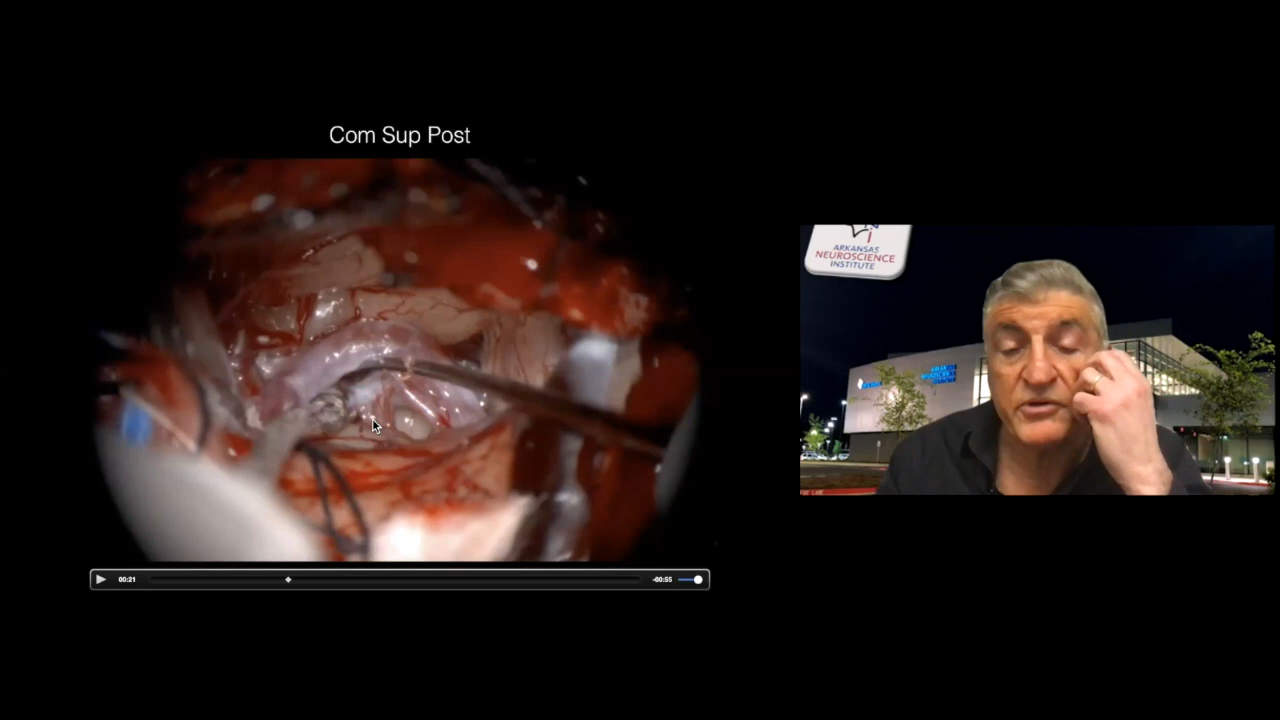 Com Sup Post
ARKANSAS
NEUROSCIENCE
INSTITUTE
00:21
-00:55